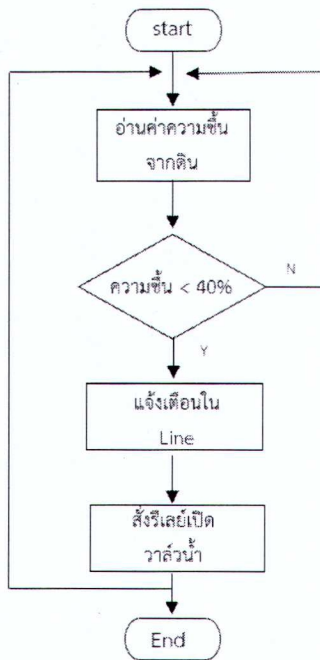 start
อ่านค่าความชื้น
จากดิน
ความชื้น < 40%
N
Y
แจ้งเตือนใน
Line
สั่งรีเลย์เปิด
วาล์วน้ำ
End